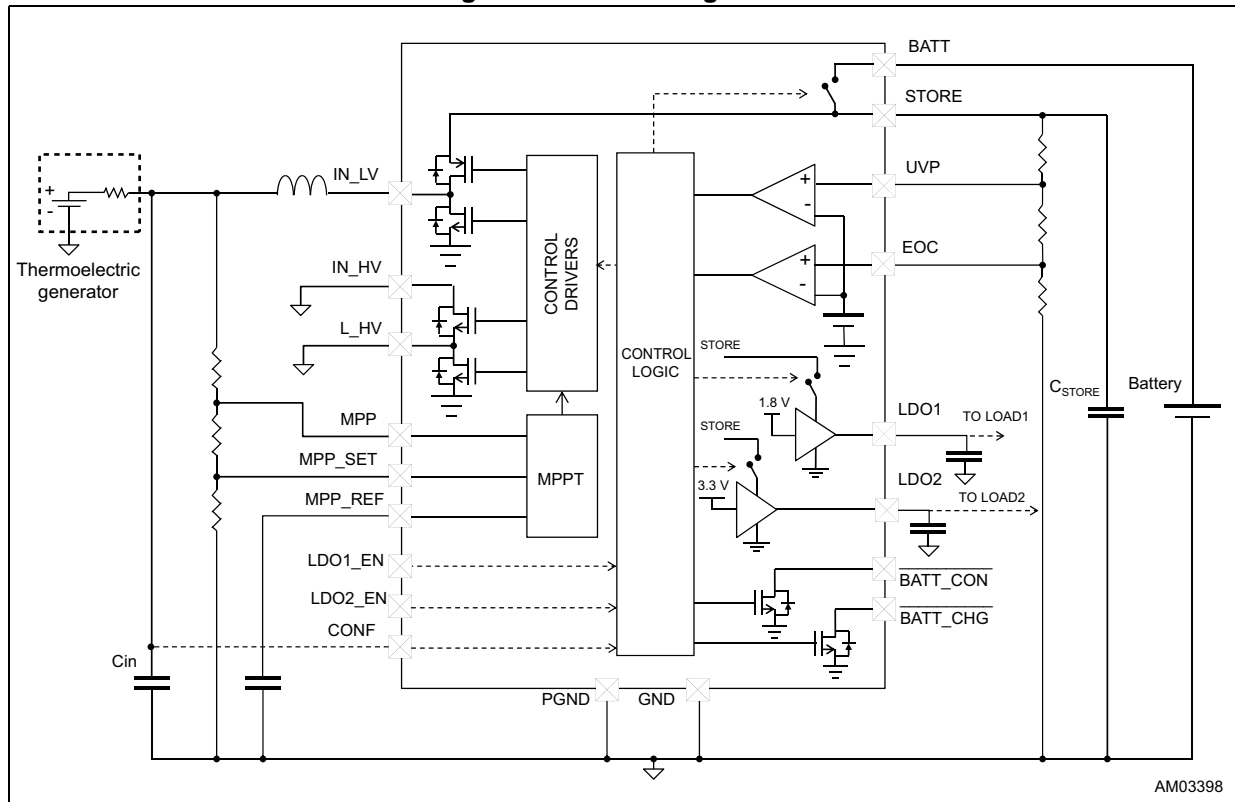 BATT
STORE
UVP
EOC
IN_LV
+
-
Thermoelectric
generator
IN_HV
L_HV
CONTROL
DRIVERS
+
-
+
-
CONTROL
LOGIC
STORE
1.8 V
STORE
3.3 V
CSTORE
Battery
LDO1
TO LOAD1
LDO2
TO LOAD2
MPP
MPP_SET
MPP_REF
MPPT
LDO1_EN
LDO2_EN
CONF
BATT_CON
BATT_CHG
Cin
PGND
GND
AM03398